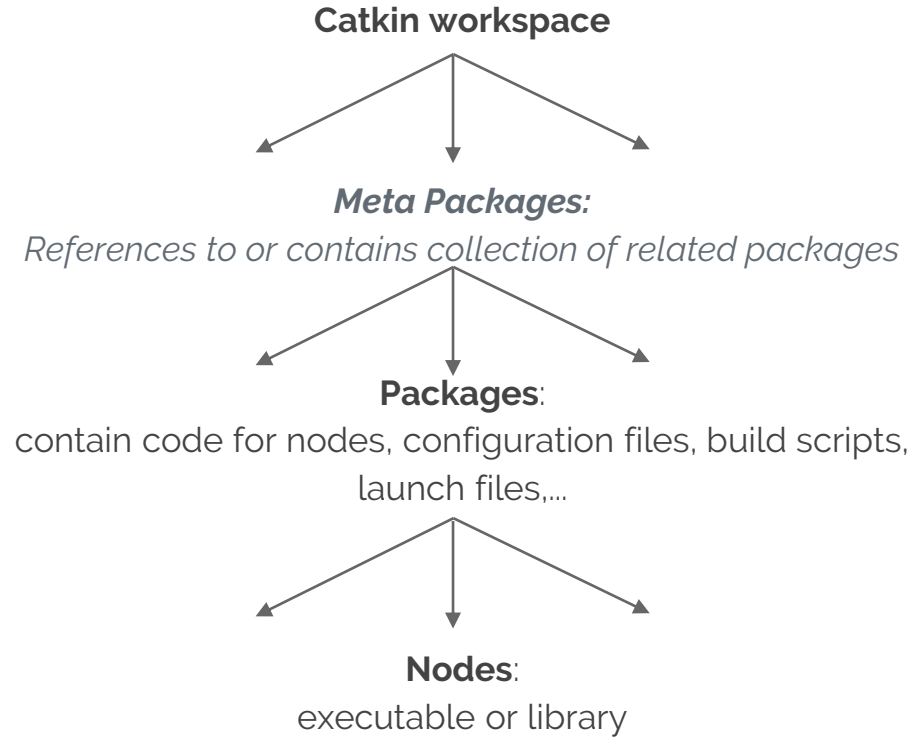 Catkin workspace
Meta Packages:
References to or contains collection of related packages
Packages:
contain code for nodes, configuration files, build scripts,
launch files,...
Nodes:
executable or library